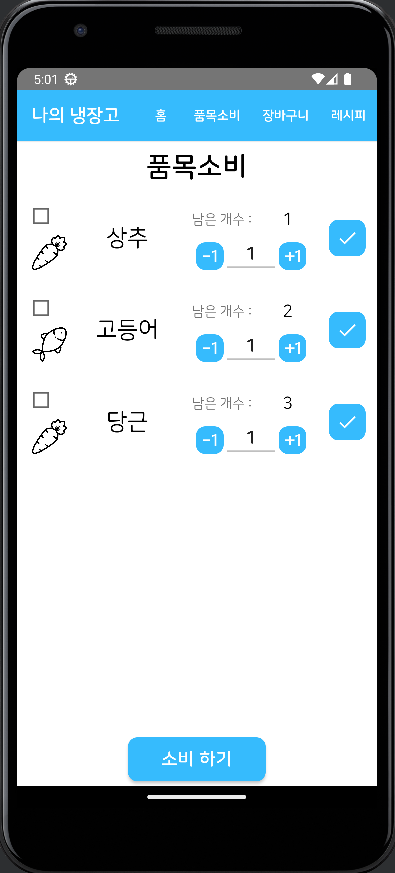 5:01
나의 냉장고 홈 품목소비 장바구니 레시피
품목소비
남은 개수 : 1
상추
-1 1 +1
남은 개수 : 2
고등어
-1 1 +1
남은 개수 : 3
당근
-1 1 +1
소비 하기